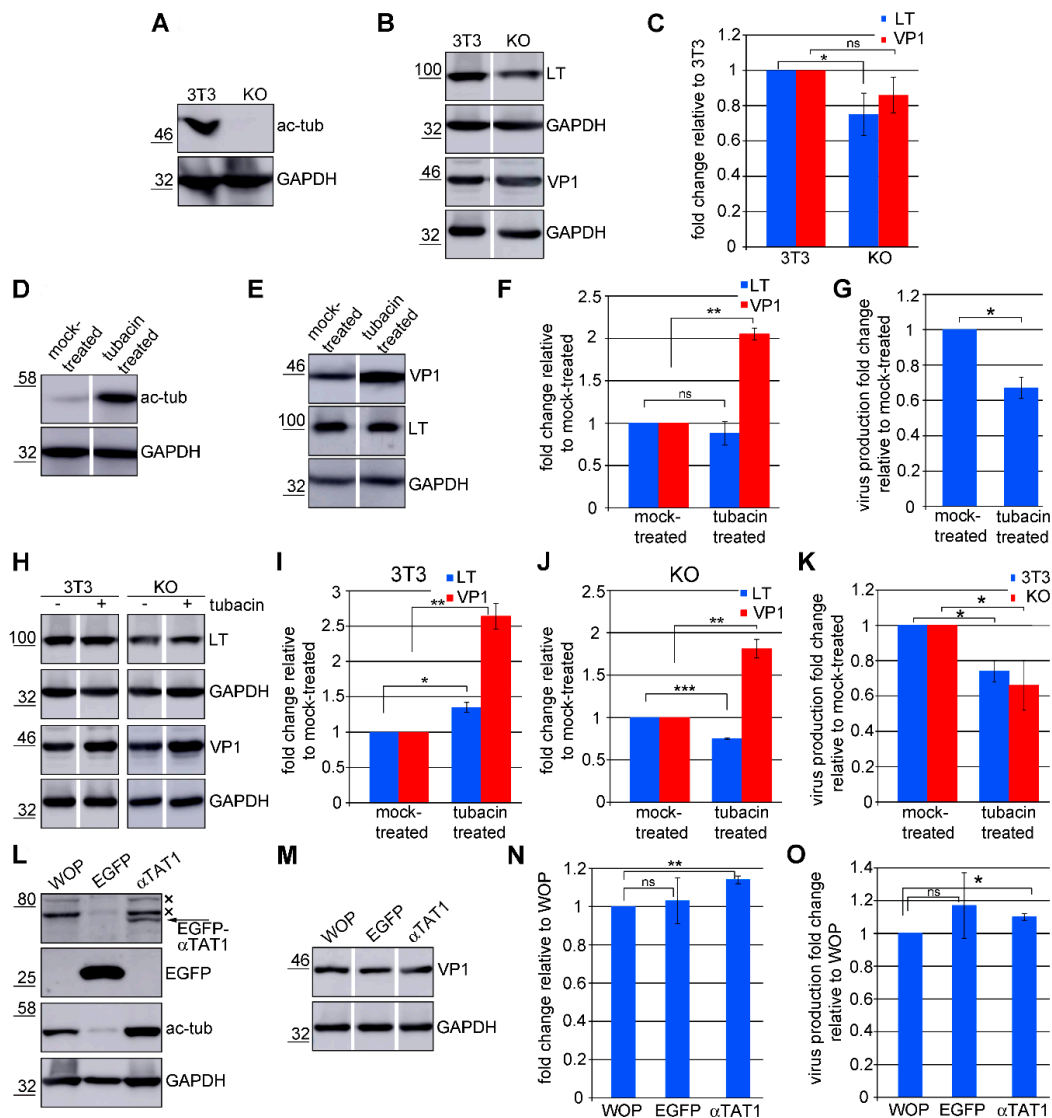 A
3T3 KO
46
ac-tub
32
GAPDH
B
3T3 KO
100
LT
32
GAPDH
46
VP1
32
GAPDH
C
LT
VP1
ns
*
fold change relative to 3T3
1.4
1.2
1
0.8
0.6
0.4
0.2
0
3T3 KO
D
mock-treated
tubacin treated
58
ac-tub
32
GAPDH
E
mock-treated
tubacin treated
46
VP1
100
LT
32
GAPDH
F
LT
VP1
**
ns
fold change relative
to mock-treated
2.5
2
1.5
1
0.5
0
mock-
treated
tubacin
treated
G
*
virus production fold change
relative to mock-treated
1.2
1
0.8
0.6
0.4
0.2
0
mock-
treated
tubacin
treated
H
3T3 KO
- + - + tubacin
100
LT
32
GAPDH
46
VP1
32
GAPDH
I
3T3
LT
VP1
**
*
fold change relative
to mock-treated
3
2.5
2
1.5
1
0.5
0
mock-
treated
tubacin
treated
J
KO
LT
VP1
**
***
fold change relative
to mock-treated
2.5
2
1.5
1
0.5
0
mock-
treated
tubacin
treated
K
3T3
KO
*
*
virus production fold change
relative to mock-treated
1.2
1
0.8
0.6
0.4
0.2
0
mock-
treated
tubacin
treated
L
WOP EGFP αTAT1
80
×
×
EGFP-
αTAT1
25
EGFP
58
ac-tub
32
GAPDH
M
WOP EGFP αTAT1
46
VP1
32
GAPDH
N
**
ns
fold change relative to WOP
1.2
1
0.8
0.6
0.4
0.2
0
WOP EGFP αTAT1
O
*
ns
virus production fold change
relative to WOP
1.4
1.2
1
0.8
0.6
0.4
0.2
0
WOP EGFP αTAT1